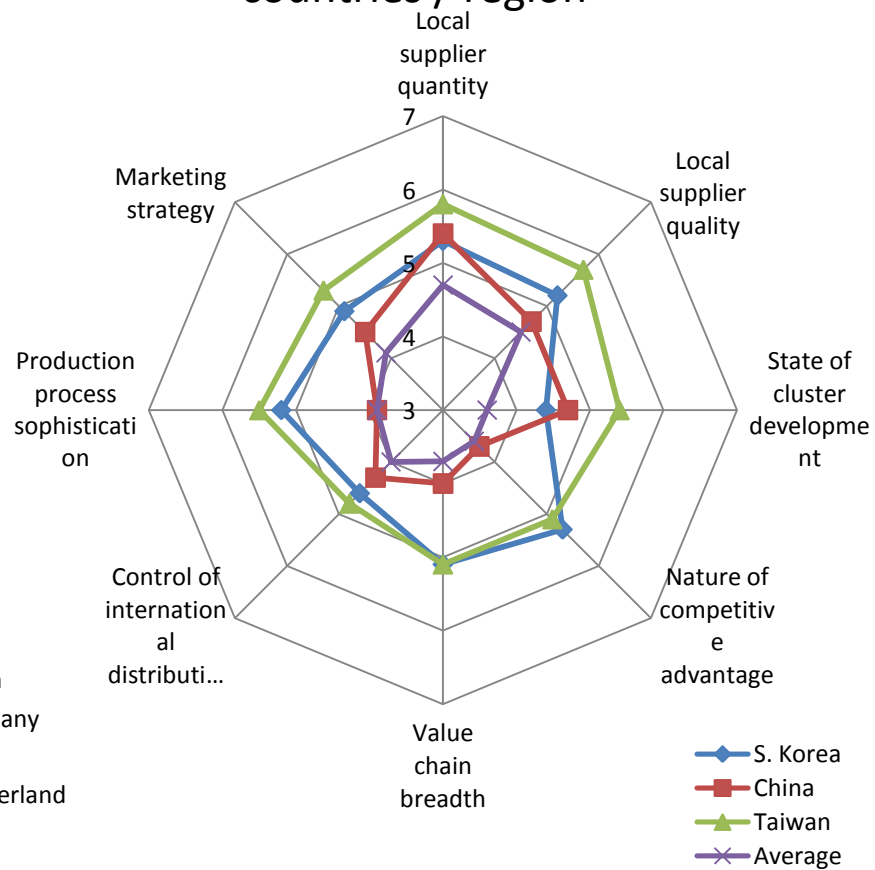 countries / region
Local
supplier
quantity
7
Local
supplier
quality
6
5
4
3
State of
cluster
developme
nt
Nature of
competitiv
e
advantage
Value
chain
breadth
Control of
internation
al
distributi...
Production
process
sophisticati
on
Marketing
strategy
any
erland
S. Korea
China
Taiwan
Average